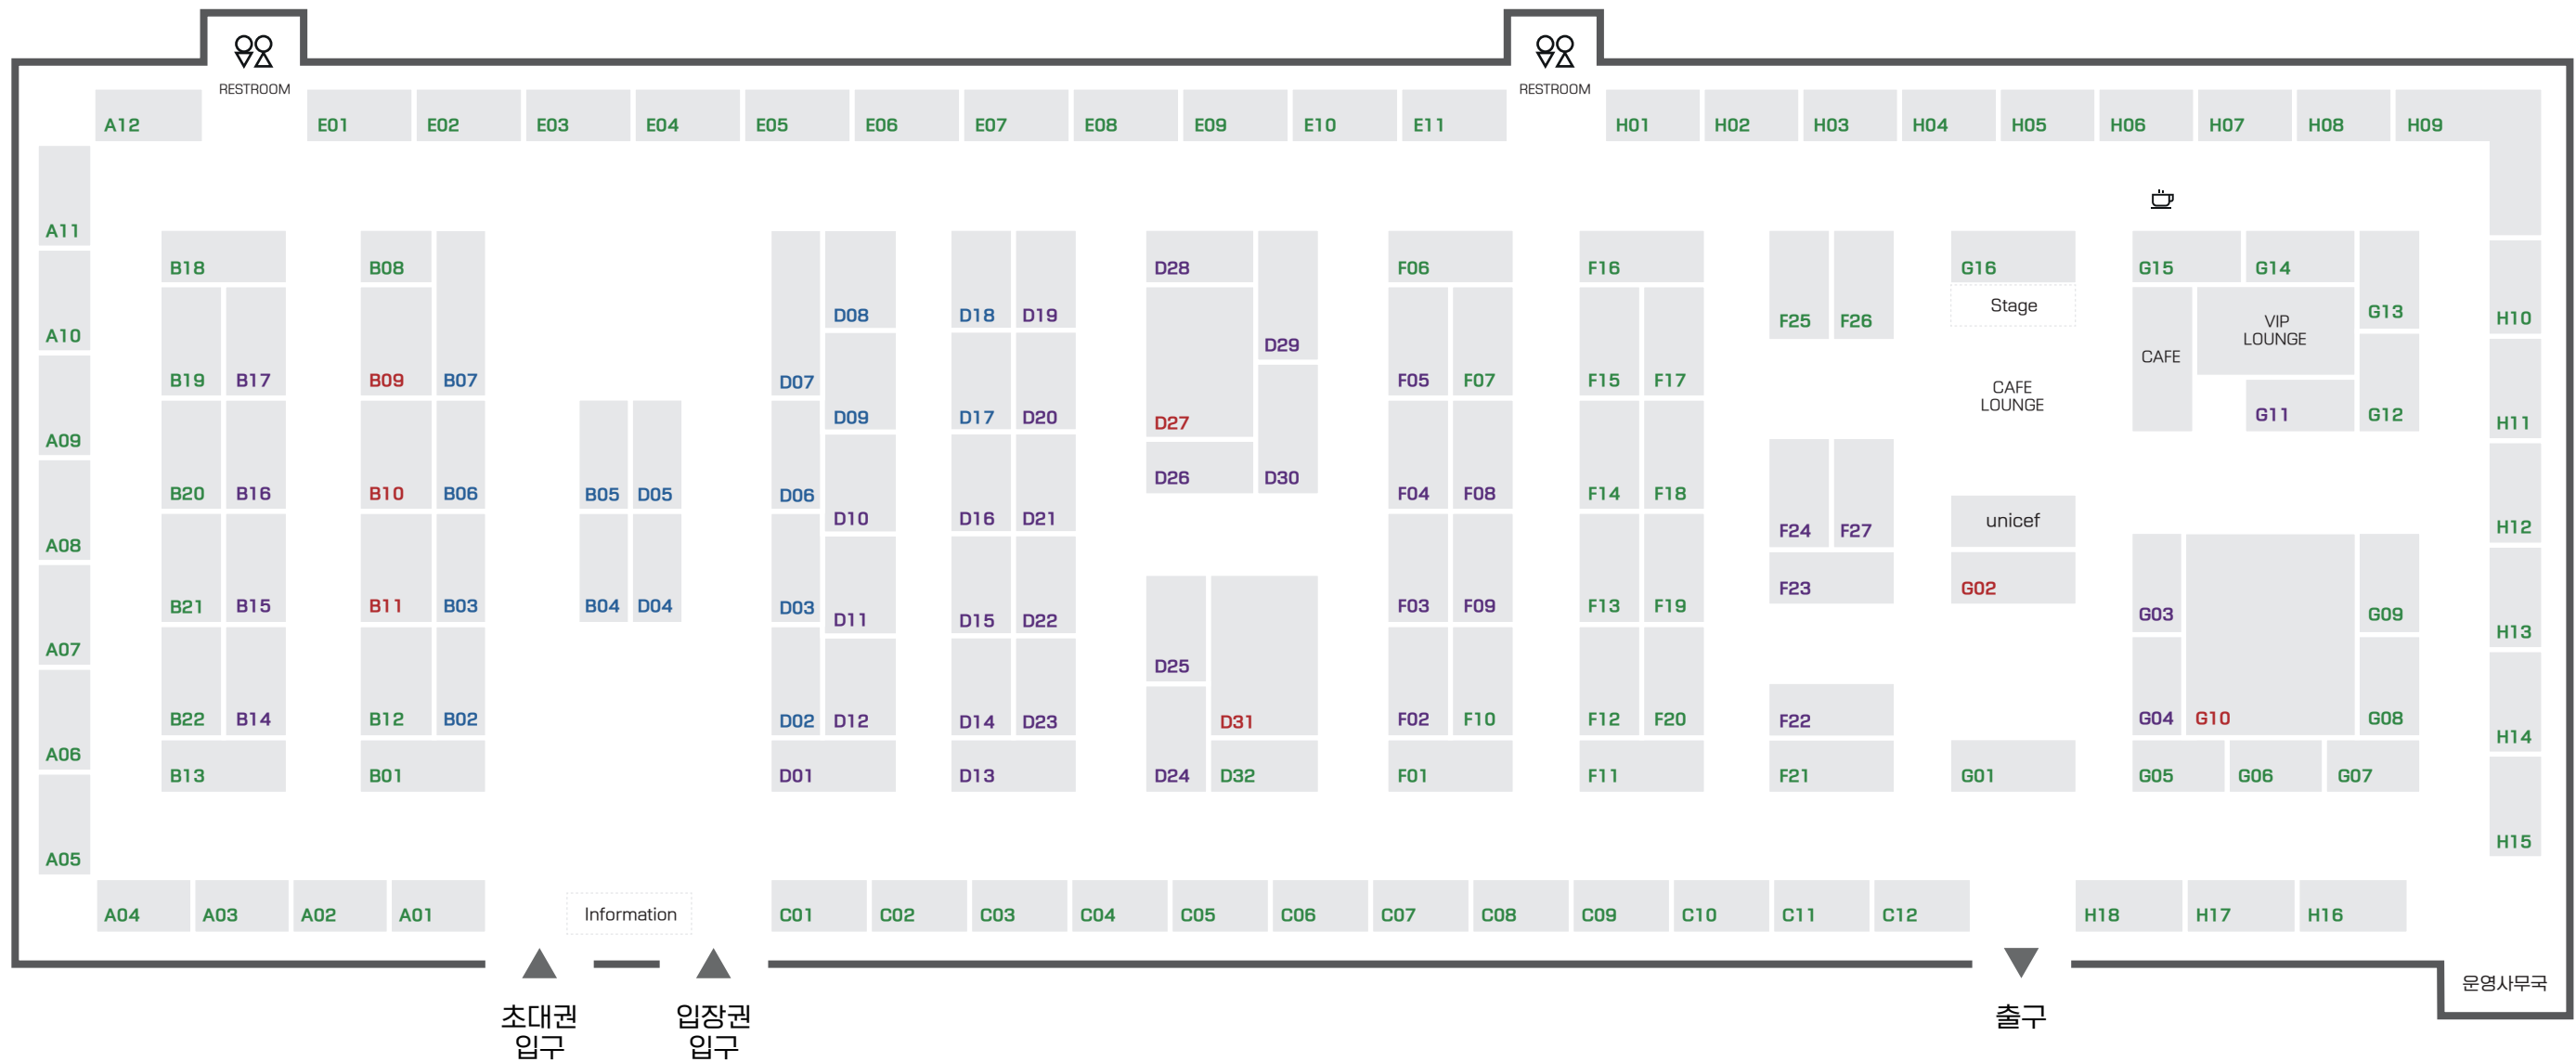 RESTROOM
RESTROOM
A12
E01
E02
E03
E04
E05
E06
E07
E08
E09
E10
E11
H01
H02
H03
H04
H05
H06
H07
H08
H09
A11
A10
A09
A08
A07
A06
A05
B18
B19
B17
B20
B16
B21
B15
B22
B14
B13
B08
B09
B07
B10
B06
B11
B03
B12
B02
B01
B05
D05
B04
D04
D08
D07
D09
D06
D10
D03
D11
D02
D12
D01
D18
D19
D17
D20
D16
D21
D15
D22
D14
D23
D13
D28
D29
D27
D26
D30
D25
D31
D24
D32
F06
F05
F07
F04
F08
F03
F09
F02
F10
F01
F16
F15
F17
F14
F18
F13
F19
F12
F20
F11
F25
F26
F24
F27
F23
F22
F21
G16
Stage
CAFE
LOUNGE
unicef
G02
G01
G15
G14
G13
VIP
LOUNGE
CAFE
G11
G12
G03
G09
G04
G10
G08
G05
G06
G07
H10
H11
H12
H13
H14
H15
A04
A03
A02
A01
Information
C01
C02
C03
C04
C05
C06
C07
C08
C09
C10
C11
C12
H18
H17
H16
운영사무국
초대권
입구
입장권
입구
출구